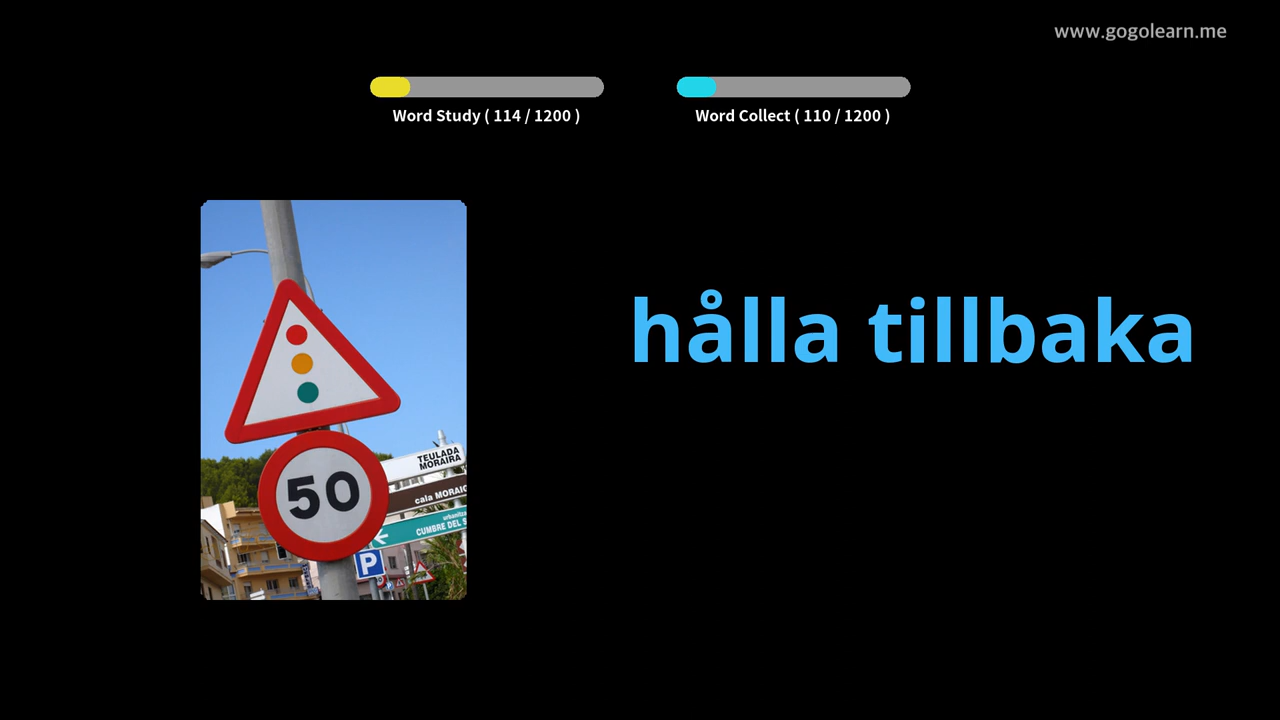 www.gogolearn.me
Word Study ( 114 / 1200 )
Word Collect ( 110 / 1200 )
hålla tillbaka
50
TEULADA
MORAIRA
cala
CUMBRE DEL
P